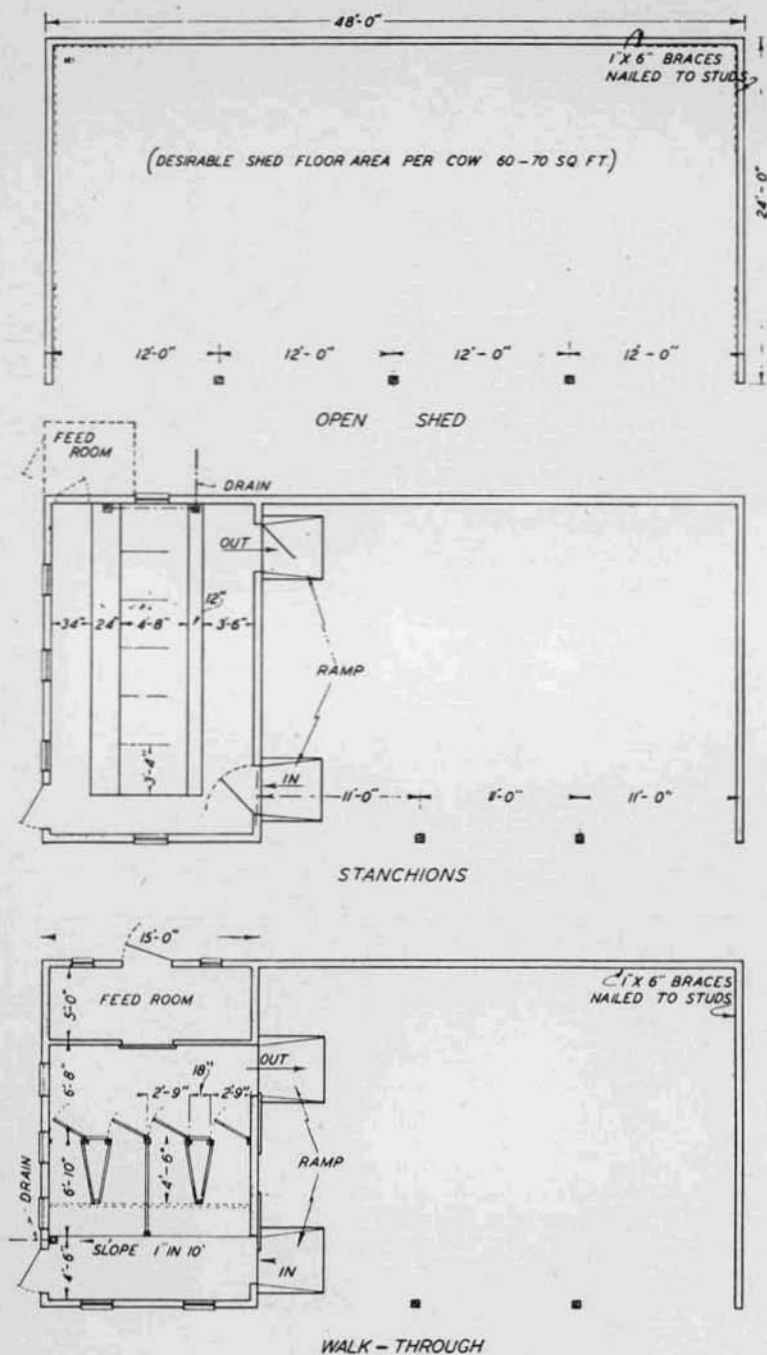 48'-0"
1" X 6" BRACES
NAILED TO STUDS
(DESIRABLE SHED FLOOR AREA PER COW 60-70 SQ FT.)
24'-0"
12'-0" 12'-0" 12'-0" 12'-0"
OPEN SHED
FEED
ROOM
DRAIN
OUT
12"
34" 24" 4'-8" 3'-6"
RAMP
3'-4"
IN
11'-0" 11'-0" 11'-0"
STANCHIONS
15'-0"
FEED ROOM
5'-0"
1" X 6" BRACES
NAILED TO STUDS
OUT
6'-8"
18"
2'-9" 2'-9"
RAMP
6'-10"
4'-6"
DRAIN
SLOPE 1" IN 10'
4'-6"
IN
WALK-THROUGH